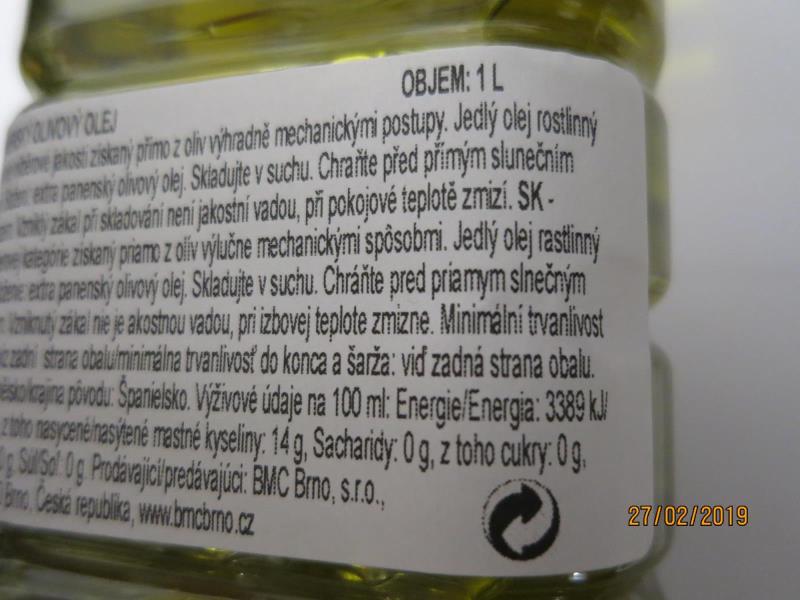 OBJEM: 1 L
OLIVOVÝ OLEJ
jakosti získaný přímo z oliv výhradně mechanickými postupy. Jedlý olej rostlinný
extra panenský olivový olej. Skladujte v suchu. Chraňte před přímým slunečním
Vzniklý zákal při skladování není jakostní vadou, při pokojové teplotě zmizí. SK -
kategórie získaný priamo z olív výlučne mechanickými spôsobmi. Jedlý olej rastlinný
extra panenský olivový olej. Skladujte v suchu. Chráňte pred priamym slnečným
Vzniknutý zákal nie je akostnou vadou, pri izbovej teplote zmizne. Minimální trvanlivost
zadní strana obalu/minimálna trvanlivosť do konca a šarža: viď zadná strana obalu.
pôvodu: Španielsko. Výživové údaje na 100 ml: Energie/Energia: 3389 kJ/
z toho nasycené/nasýtené mastné kyseliny: 14 g, Sacharidy: 0 g, z toho cukry: 0 g,
g. Sůl/Soľ: 0 g. Prodávající/predávajúci: BMC Brno, s.r.o.,
Brno, Česká republika, www.bmcbrno.cz
27/02/2019